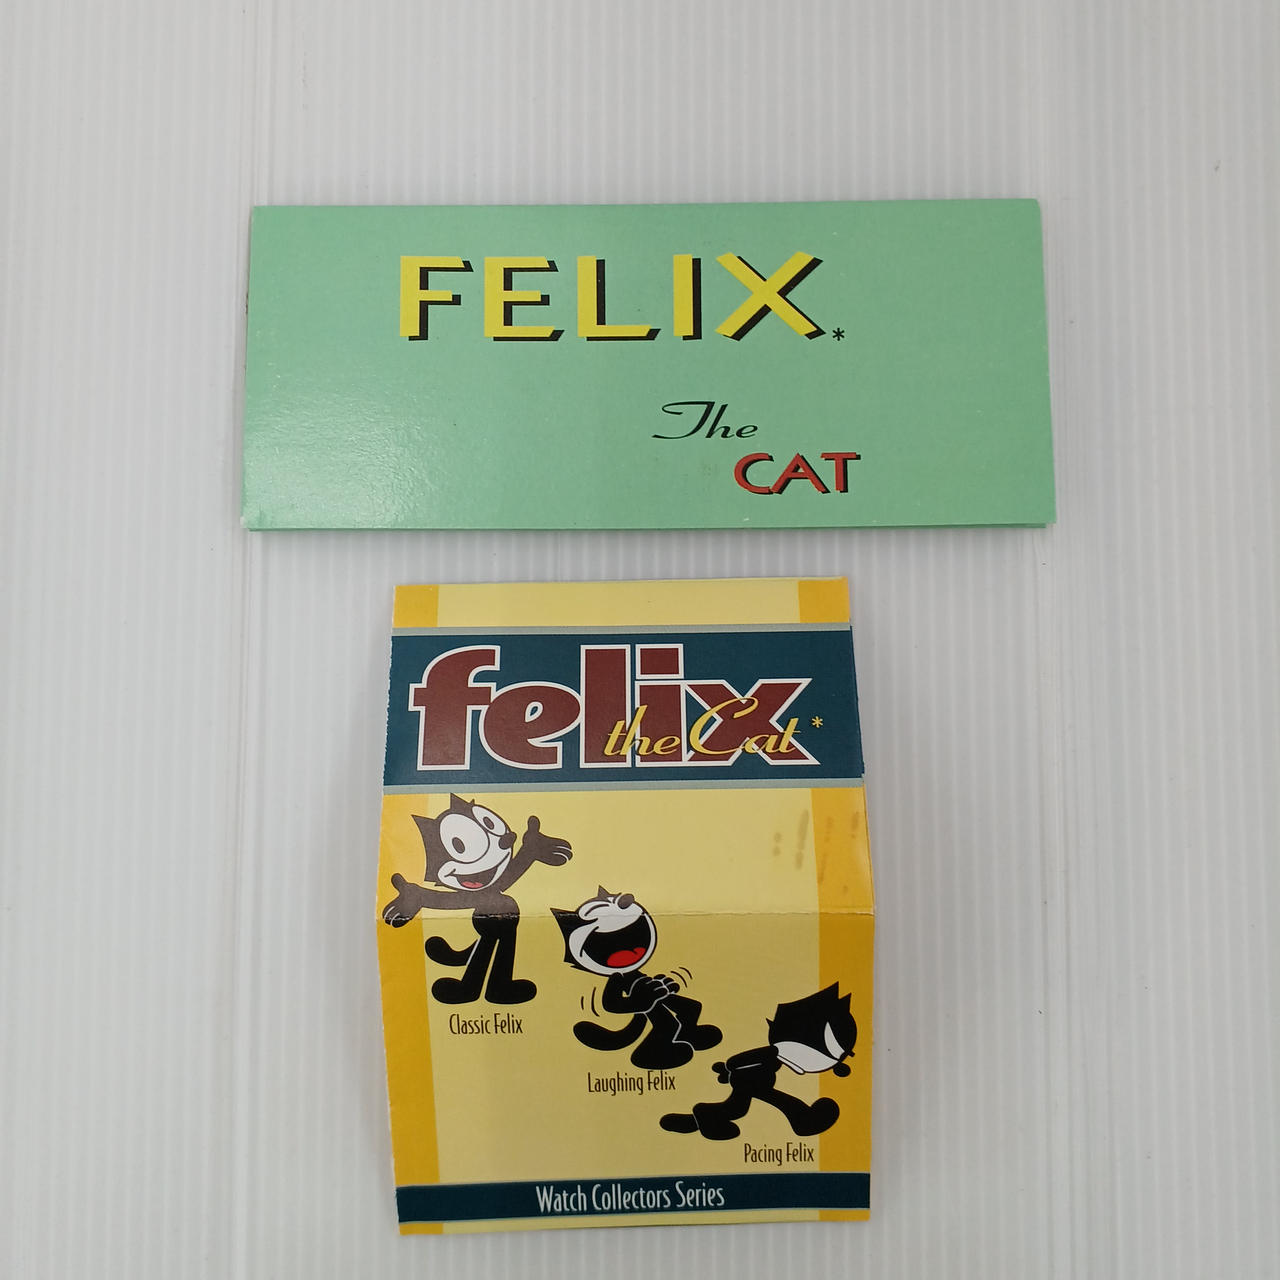 FELIX.*
The
CAT
felix
the Cat*
Classic Felix
Laughing Felix
Pacing Felix
Watch Collectors Series